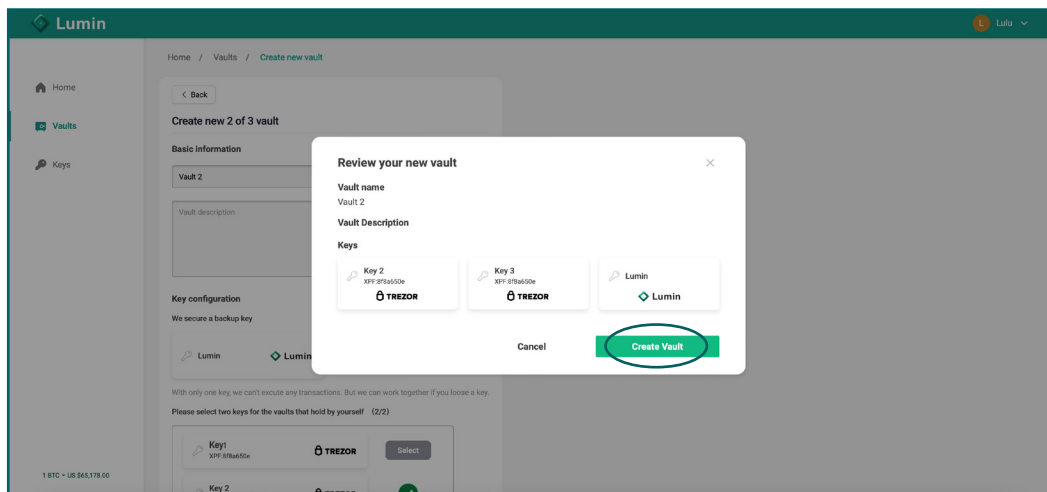 Lumin
L Lulu
Home / Vaults / Create new vault
Home
Vaults
Keys
< Back
Create new 2 of 3 vault
Basic information
Vault 2
Vault description
Key configuration
We secure a backup key
Lumin Lumin
With only one key, we can't excute any transactions. But we can work together if you loose a key.
Please select two keys for the vaults that hold by yourself (2/2)
Key1
XPF:8f8a650e
TREZOR
Select
Key 2
1 BTC = US $65,178.00
Review your new vault
Vault name
Vault 2
Vault Description
Keys
Key 2
XPF:8f8a650e
TREZOR
Key 3
XPF:8f8a650e
TREZOR
Lumin
Lumin
Cancel
Create Vault